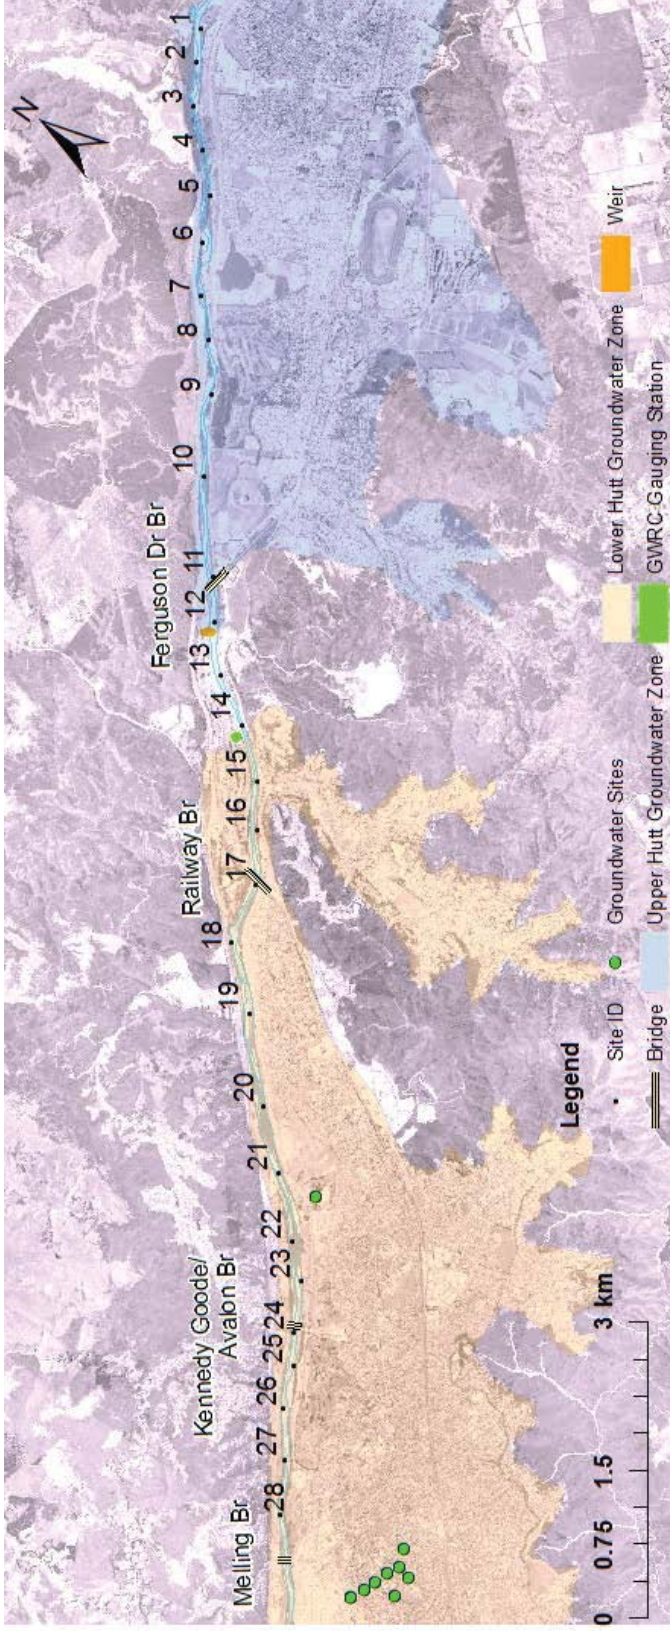 N
Melling Br
28
27
26
25
24
Kennedy Goode/
Avalon Br
23
22
21
20
19
18
Railway Br
17
16
15
14
13
12
Ferguson Dr Br
11
10
9
8
7
6
5
4
3
2
1
0 0.75 1.5 3 km
Legend
Site ID
Groundwater Sites
Lower Hutt Groundwater Zone
Weir
Bridge
Upper Hutt Groundwater Zone
GWRC-Gauging Station